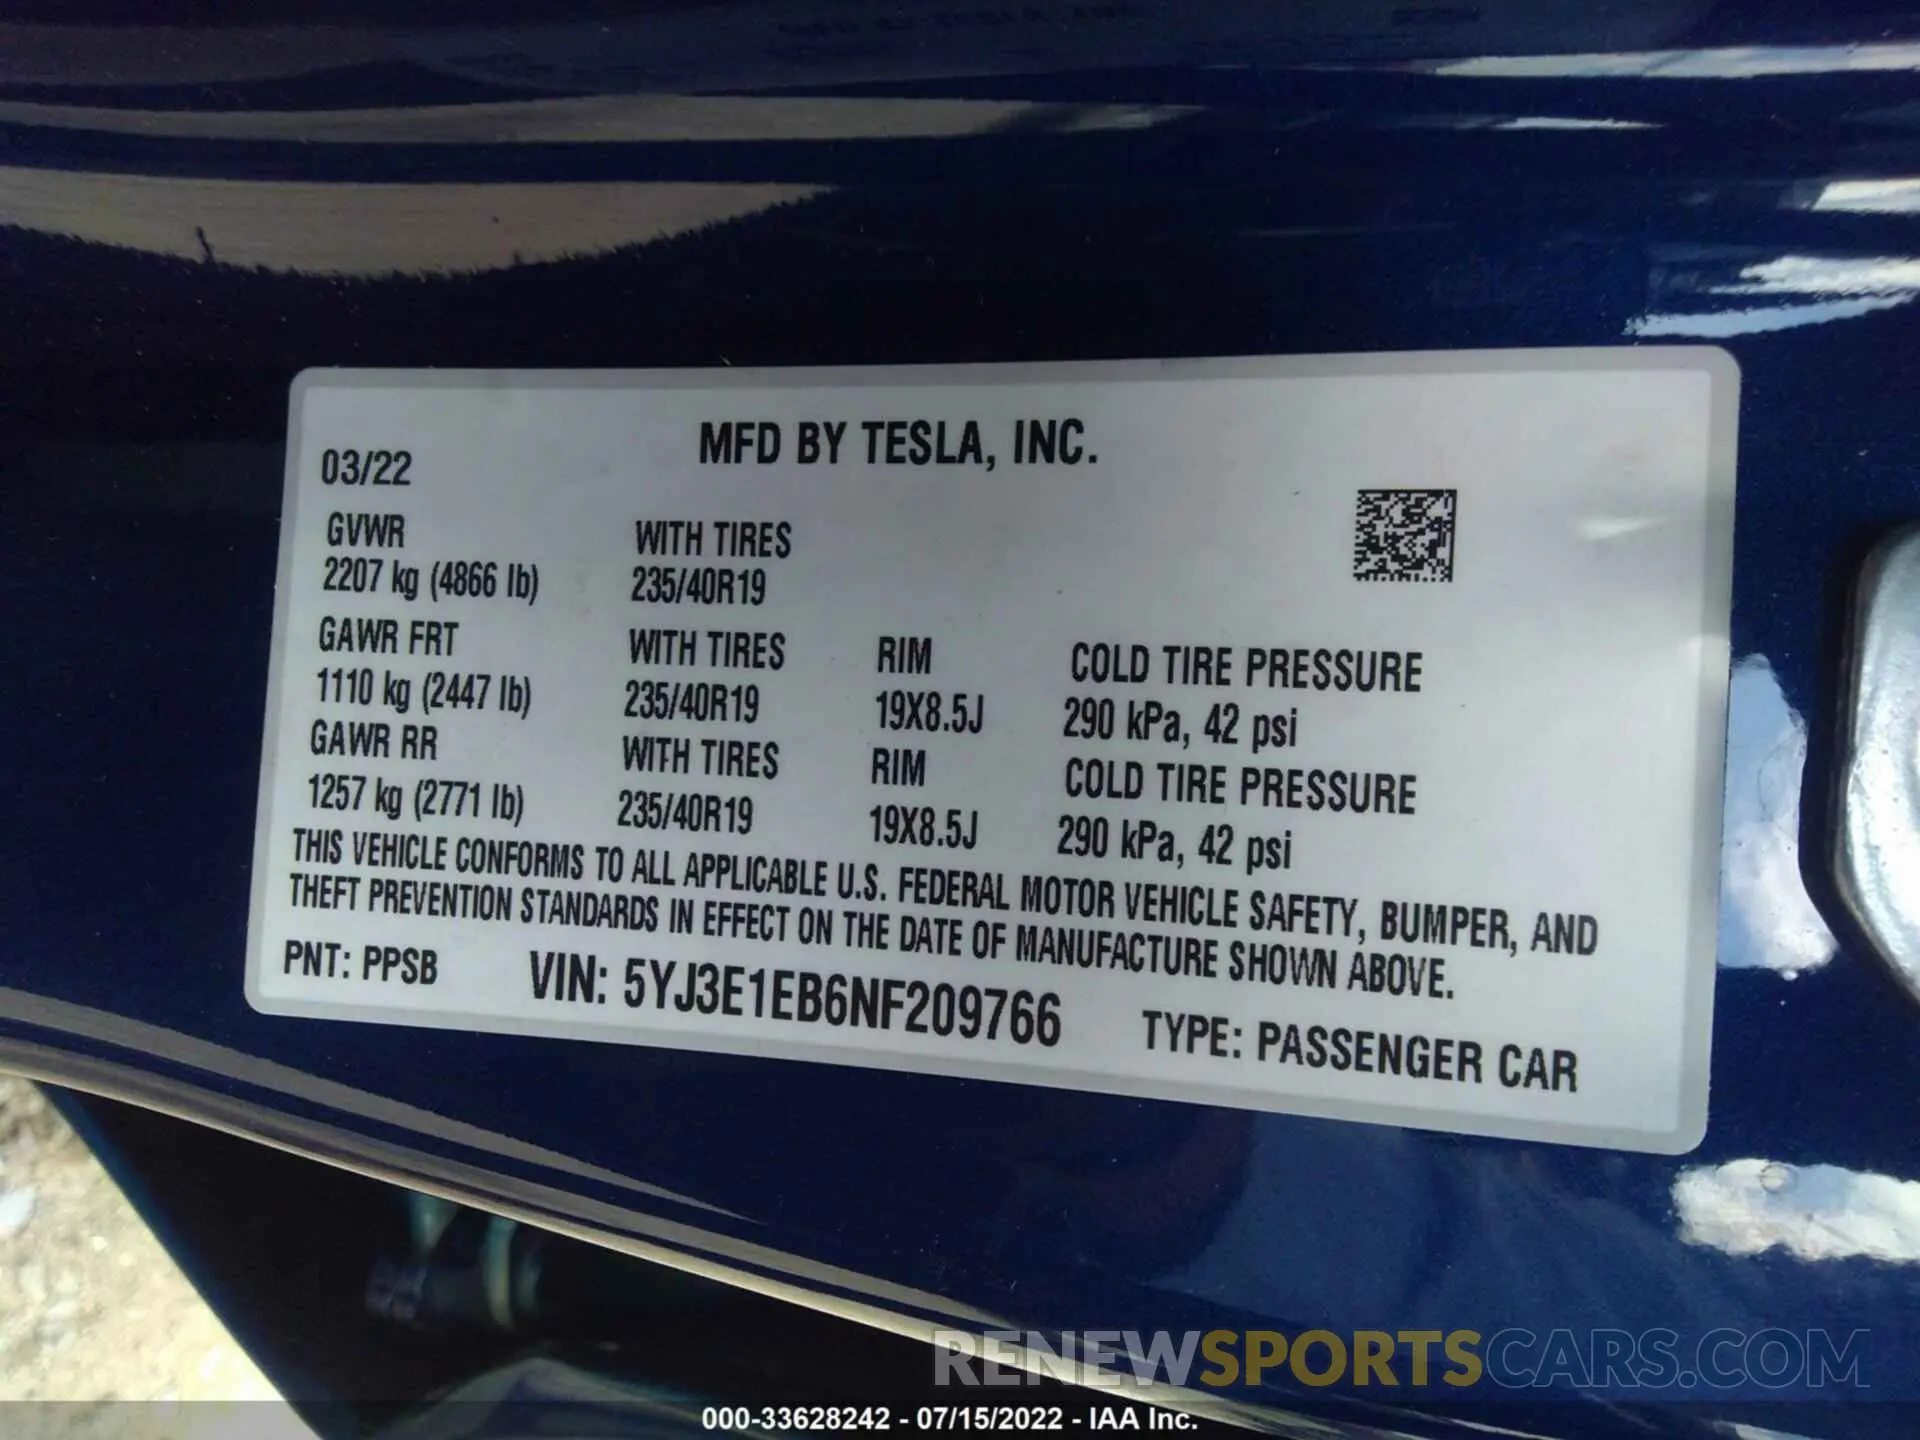 MFD BY TESLA, INC.
03/22
GVWR WITH TIRES
2207 kg (4866 lb) 235/40R19
GAWR FRT WITH TIRES RIM COLD TIRE PRESSURE
1110 kg (2447 lb) 235/40R19 19X8.5J 290 kPa, 42 psi
GAWR RR WITH TIRES RIM COLD TIRE PRESSURE
1257 kg (2771 lb) 235/40R19 19X8.5J 290 kPa, 42 psi
THIS VEHICLE CONFORMS TO ALL APPLICABLE U.S. FEDERAL MOTOR VEHICLE SAFETY, BUMPER, AND
THEFT PREVENTION STANDARDS IN EFFECT ON THE DATE OF MANUFACTURE SHOWN ABOVE.
PNT: PPSB VIN: 5YJ3E1EB6NF209766 TYPE: PASSENGER CAR
RENEWSPORTSCARS.COM
000-33628242 - 07/15/2022 - IAA Inc.